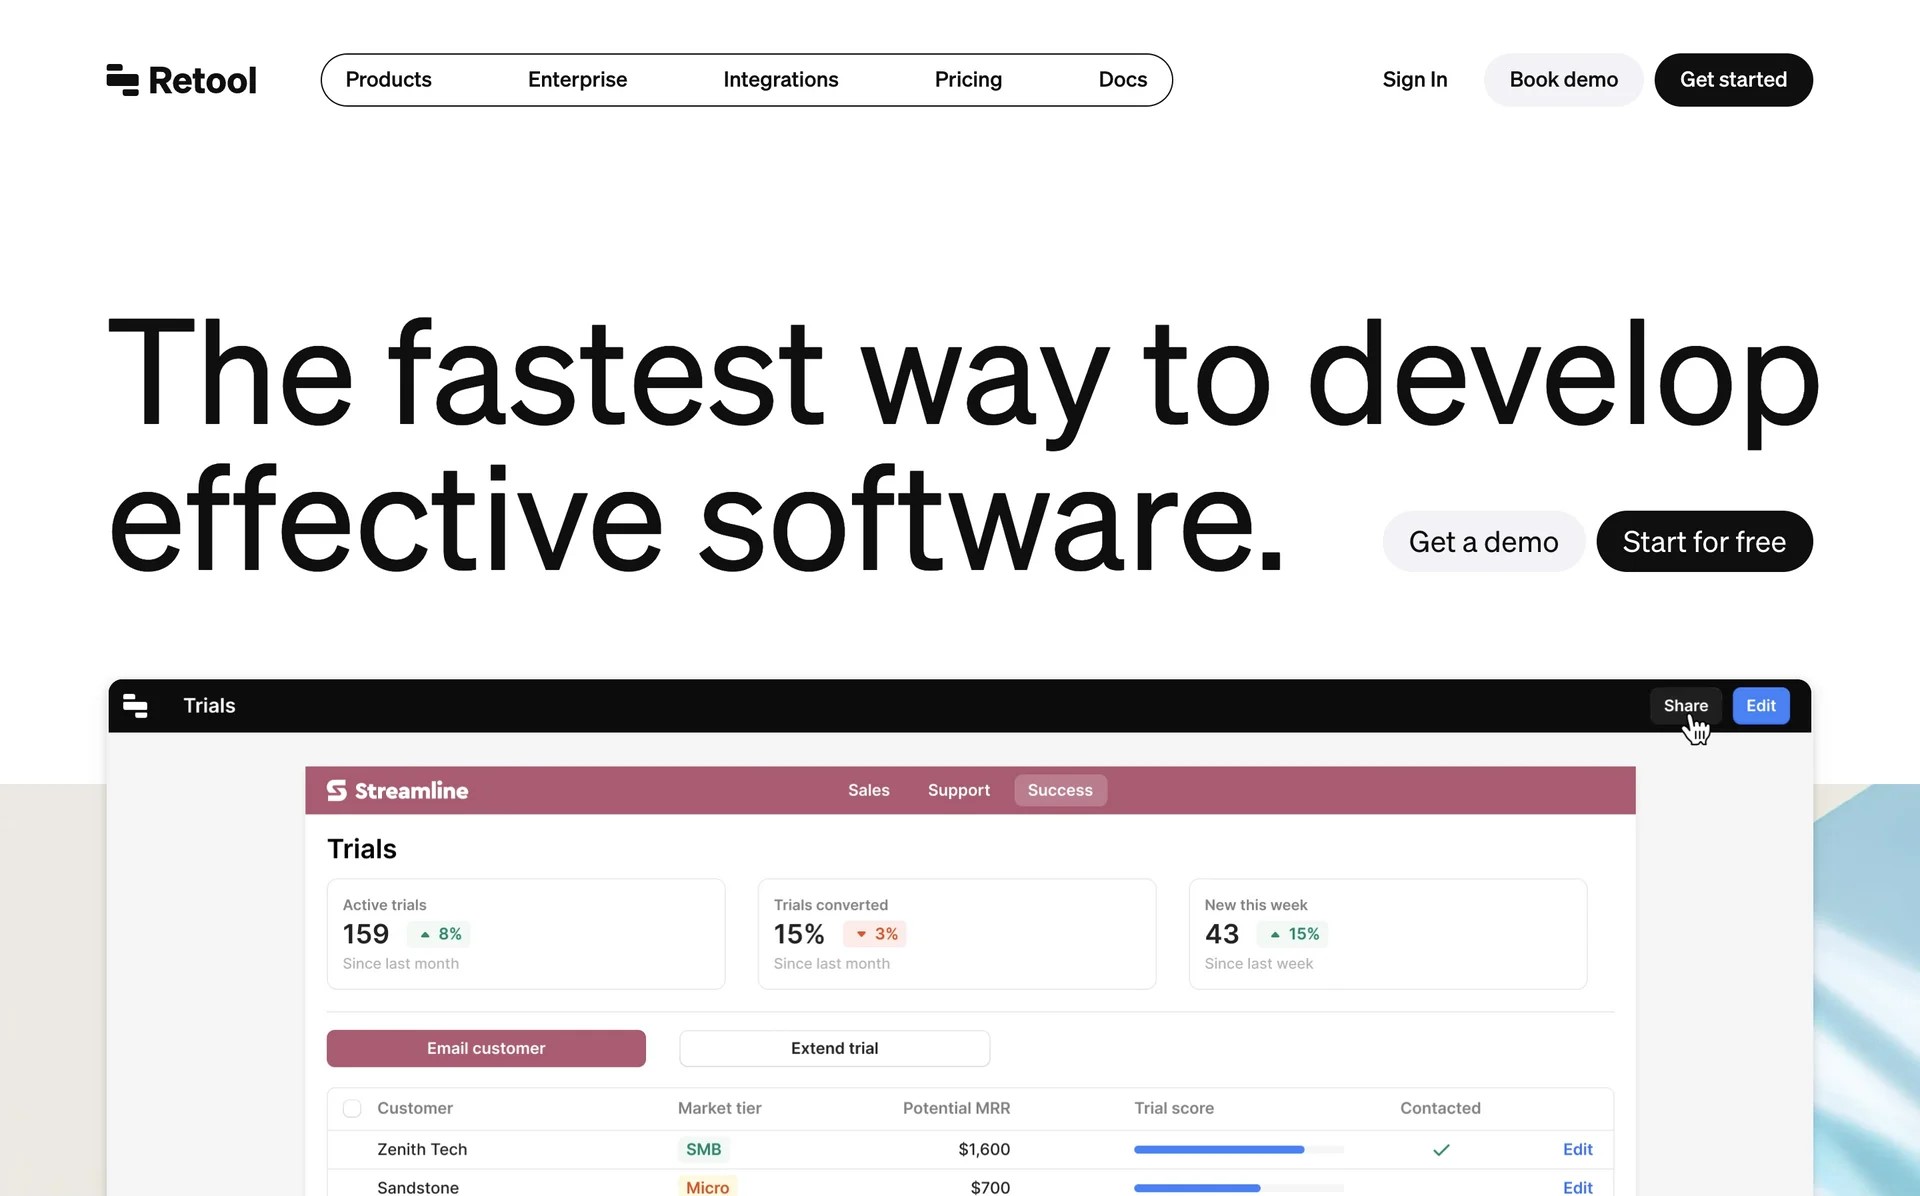 Retool
Products Enterprise Integrations Pricing Docs
Sign In Book demo Get started
The fastest way to develop
effective software.
Get a demo Start for free
Trials
Share Edit
Streamline
Sales Support Success
Trials
Active trials
159 8%
Since last month
Trials converted
15% 3%
Since last month
New this week
43 15%
Since last week
Email customer Extend trial
Customer Market tier Potential MRR Trial score Contacted
Zenith Tech SMB $1,600 Edit
Sandstone Micro $700 Edit